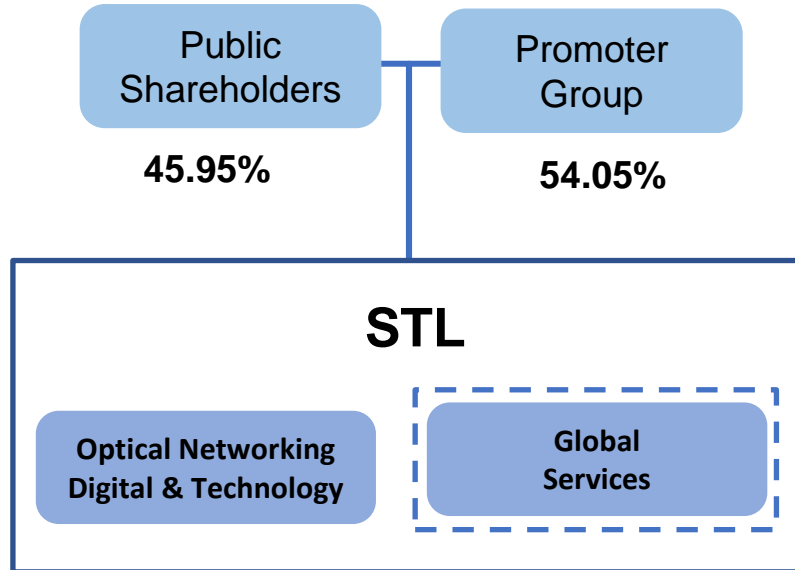 Public
Shareholders
Promoter
Group
45.95%
54.05%
STL
Optical Networking
Digital & Technology
Global
Services